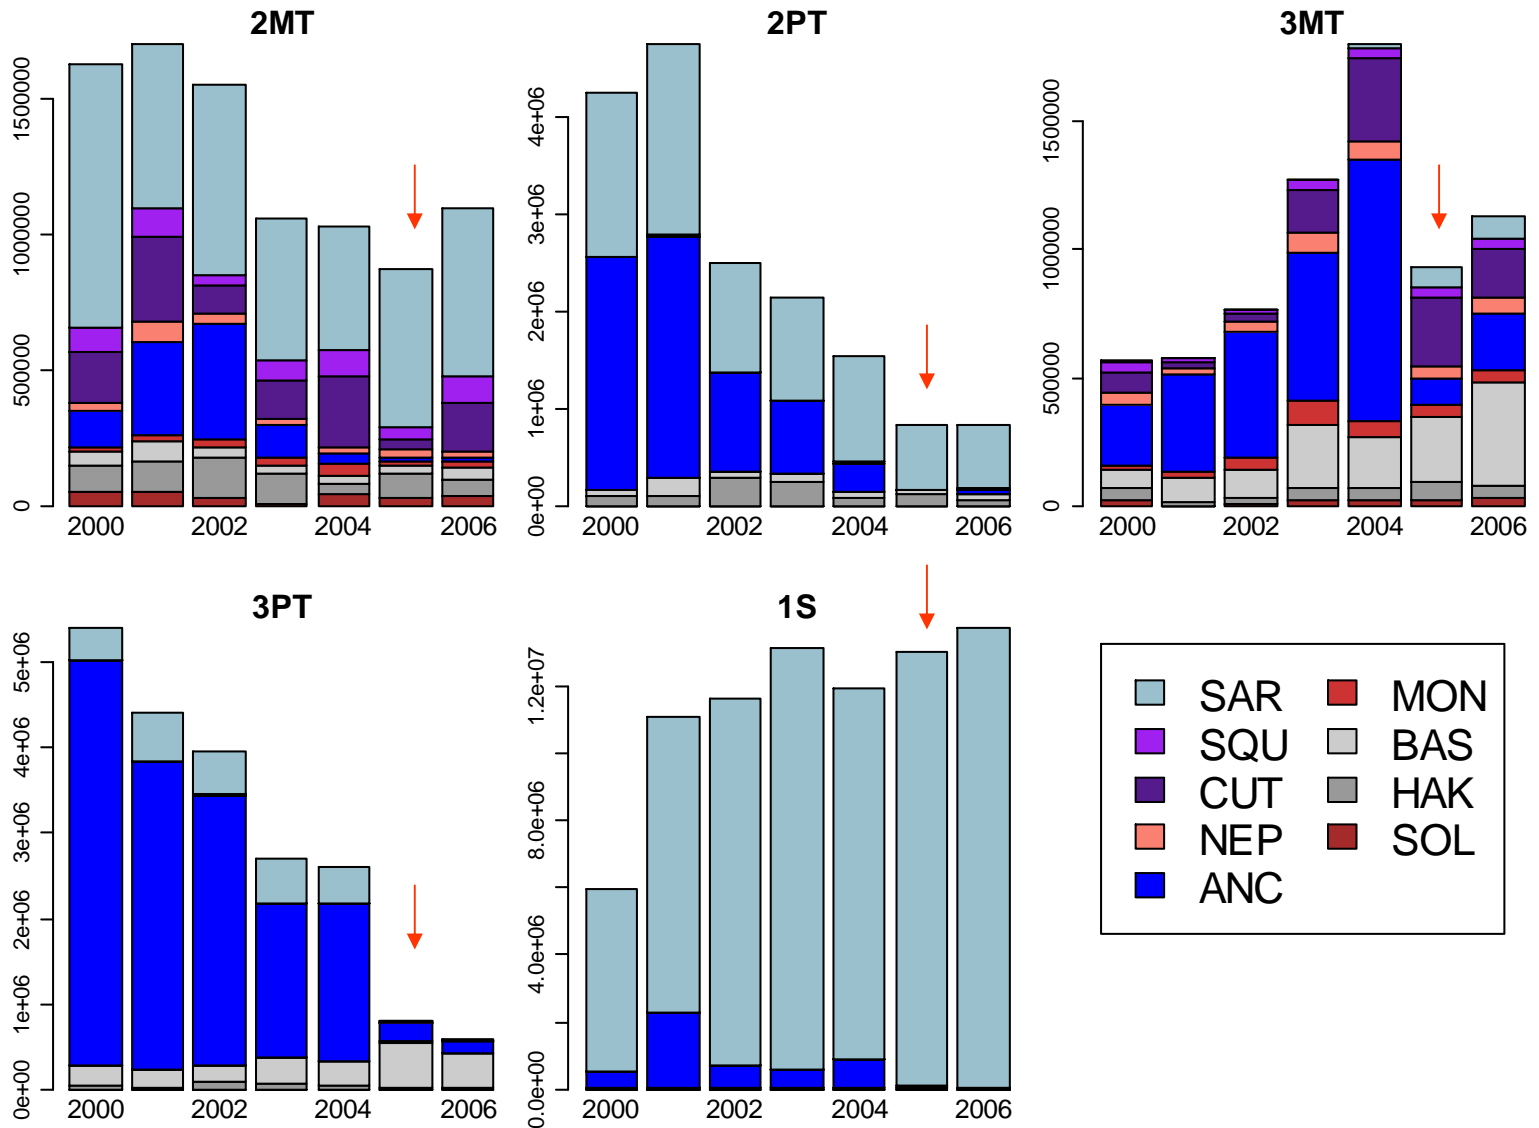 2MT
1500000
1000000
500000
0
2000 2002 2004 2006
2PT
4e+06
3e+06
2e+06
1e+06
0e+00
2000 2002 2004 2006
3MT
1500000
1000000
500000
0
2000 2002 2004 2006
3PT
5e+06
4e+06
3e+06
2e+06
1e+06
0e+00
2000 2002 2004 2006
1S
1.2e+07
8.0e+06
4.0e+06
0.0e+00
2000 2002 2004 2006
SAR MON
SQU BAS
CUT HAK
NEP SOL
ANC